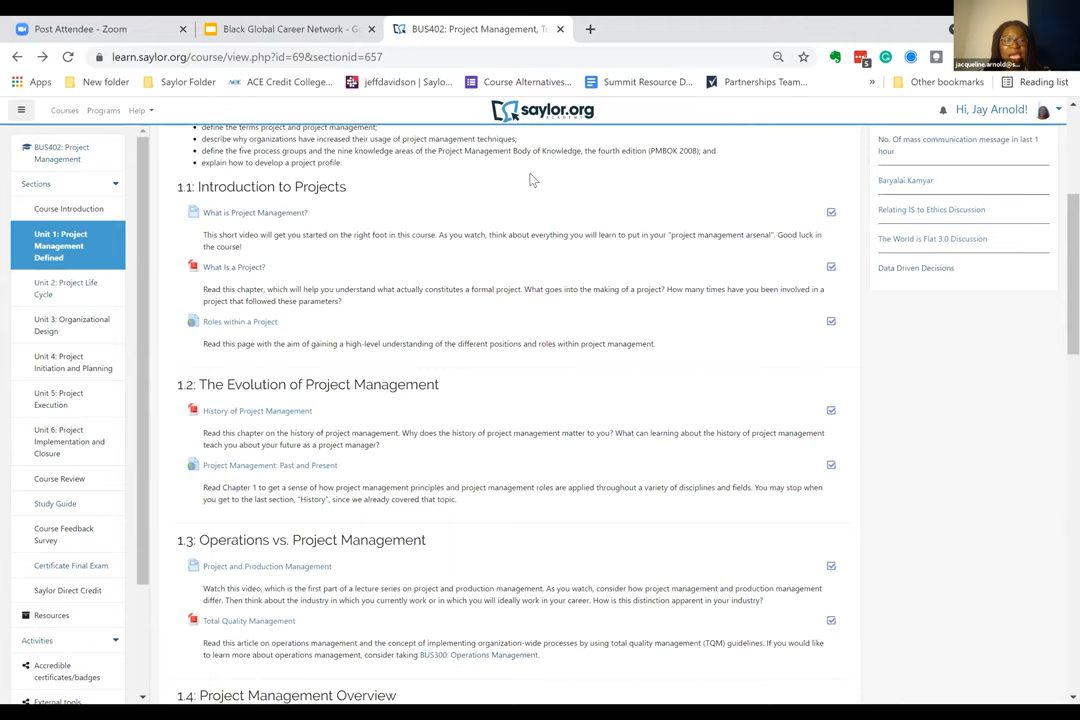 Post Attendee - Zoom
Black Global Career Network - G
BUS402: Project Management, T
learn.saylor.org/course/view.php?id=69&sectionid=657
jacqueline.arnold@s...
Apps
New folder
Saylor Folder
ACE Credit College...
jeffdavidson | Saylo...
Course Alternatives...
Summit Resource D...
Partnerships Team...
»
Other bookmarks
Reading list
Courses
Programs
Help
saylor.org
ACADEMY
Hi, Jay Arnold!
BUS402: Project
Management
Sections
Course Introduction
Unit 1: Project
Management
Defined
Unit 2: Project Life
Cycle
Unit 3: Organizational
Design
Unit 4: Project
Initiation and Planning
Unit 5: Project
Execution
Unit 6: Project
Implementation and
Closure
Course Review
Study Guide
Course Feedback
Survey
Certificate Final Exam
Saylor Direct Credit
Resources
Activities
Accredible
certificates/badges
External tools
• define the terms project and project management;
• describe why organizations have increased their usage of project management techniques;
• define the five process groups and the nine knowledge areas of the Project Management Body of Knowledge, the fourth edition (PMBOK 2008); and
• explain how to develop a project profile.
1.1: Introduction to Projects
What is Project Management?
This short video will get you started on the right foot in this course. As you watch, think about everything you will learn to put in your "project management arsenal". Good luck in
the course!
What Is a Project?
Read this chapter, which will help you understand what actually constitutes a formal project. What goes into the making of a project? How many times have you been involved in a
project that followed these parameters?
Roles within a Project
Read this page with the aim of gaining a high-level understanding of the different positions and roles within project management.
1.2: The Evolution of Project Management
History of Project Management
Read this chapter on the history of project management. Why does the history of project management matter to you? What can learning about the history of project management
teach you about your future as a project manager?
Project Management: Past and Present
Read Chapter 1 to get a sense of how project management principles and project management roles are applied throughout a variety of disciplines and fields. You may stop when
you get to the last section, "History", since we already covered that topic.
1.3: Operations vs. Project Management
Project and Production Management
Watch this video, which is the first part of a lecture series on project and production management. As you watch, consider how project management and production management
differ. Then think about the industry in which you currently work or in which you will ideally work in your career. How is this distinction apparent in your industry?
Total Quality Management
Read this article on operations management and the concept of implementing organization-wide processes by using total quality management (TQM) guidelines. If you would like
to learn more about operations management, consider taking BUS300: Operations Management.
1.4: Project Management Overview
No. Of mass communication message in last 1
hour
Baryalai Kamyar
Relating IS to Ethics Discussion
The World is Flat 3.0 Discussion
Data Driven Decisions